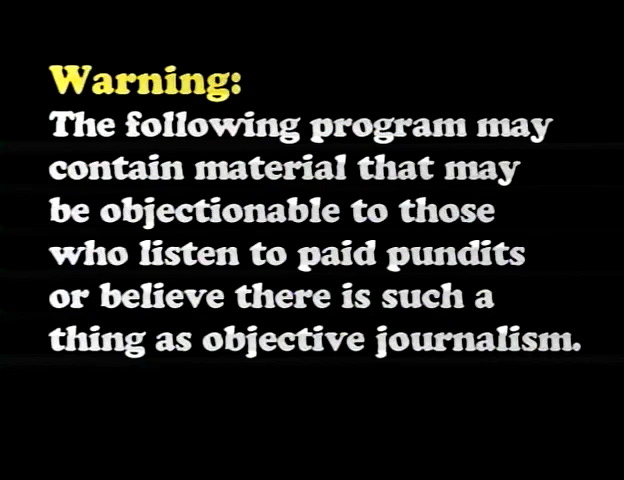 Warning:
The following program may
contain material that may
be objectionable to those
who listen to paid pundits
or believe there is such a
thing as objective journalism.